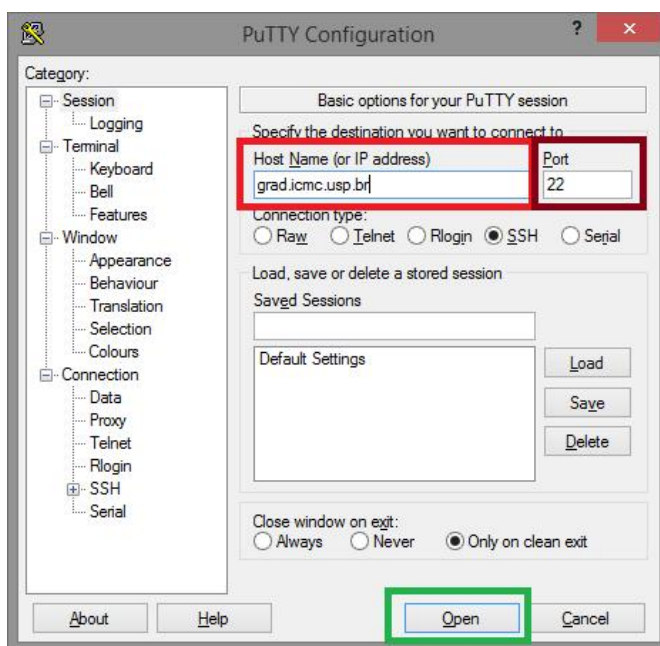 PuTTY Configuration
? ×
Category:
Session
Logging
Terminal
Keyboard
Bell
Features
Window
Appearance
Behaviour
Translation
Selection
Colours
Connection
Data
Proxy
Telnet
Rlogin
SSH
Serial
Basic options for your PuTTY session
Specify the destination you want to connect to
Host Name (or IP address) Port
grad.icmc.usp.br 22
Connection type:
Raw Telnet Rlogin SSH Serial
Load, save or delete a stored session
Saved Sessions
Default Settings
Load
Save
Delete
Close window on exit:
Always Never Only on clean exit
About Help Open Cancel